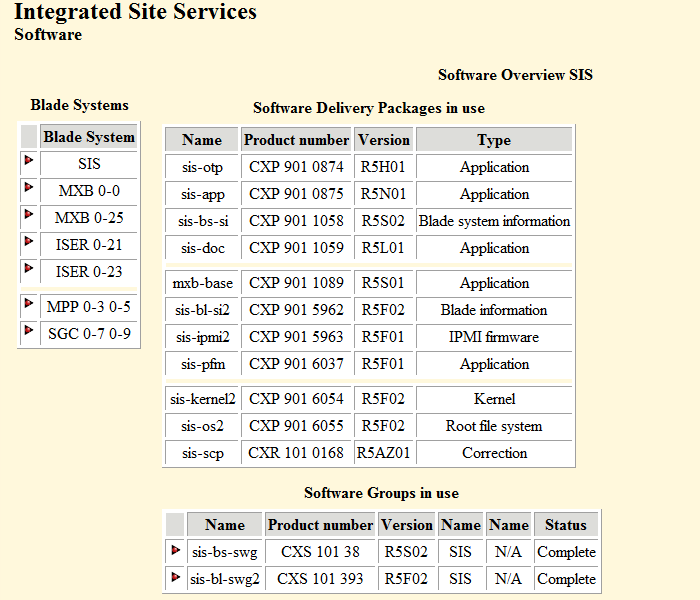 Integrated Site Services
Software
Software Overview SIS
Blade Systems
Blade System
SIS
MXB 0-0
MXB 0-25
ISER 0-21
ISER 0-23
MPP 0-3 0-5
SGC 0-7 0-9
Software Delivery Packages in use
Name Product number Version Type
sis-otp CXP 901 0874 R5H01 Application
sis-app CXP 901 0875 R5N01 Application
sis-bs-si CXP 901 1058 R5S02 Blade system information
sis-doc CXP 901 1059 R5L01 Application
mxb-base CXP 901 1089 R5S01 Application
sis-bl-si2 CXP 901 5962 R5F02 Blade information
sis-ipmi2 CXP 901 5963 R5F01 IPMI firmware
sis-pfm CXP 901 6037 R5F01 Application
sis-kernel2 CXP 901 6054 R5F02 Kernel
sis-os2 CXP 901 6055 R5F02 Root file system
sis-scp CXR 101 0168 R5AZ01 Correction
Software Groups in use
Name Product number Version Name Name Status
sis-bs-swg CXS 101 38 R5S02 SIS N/A Complete
sis-bl-swg2 CXS 101 393 R5F02 SIS N/A Complete